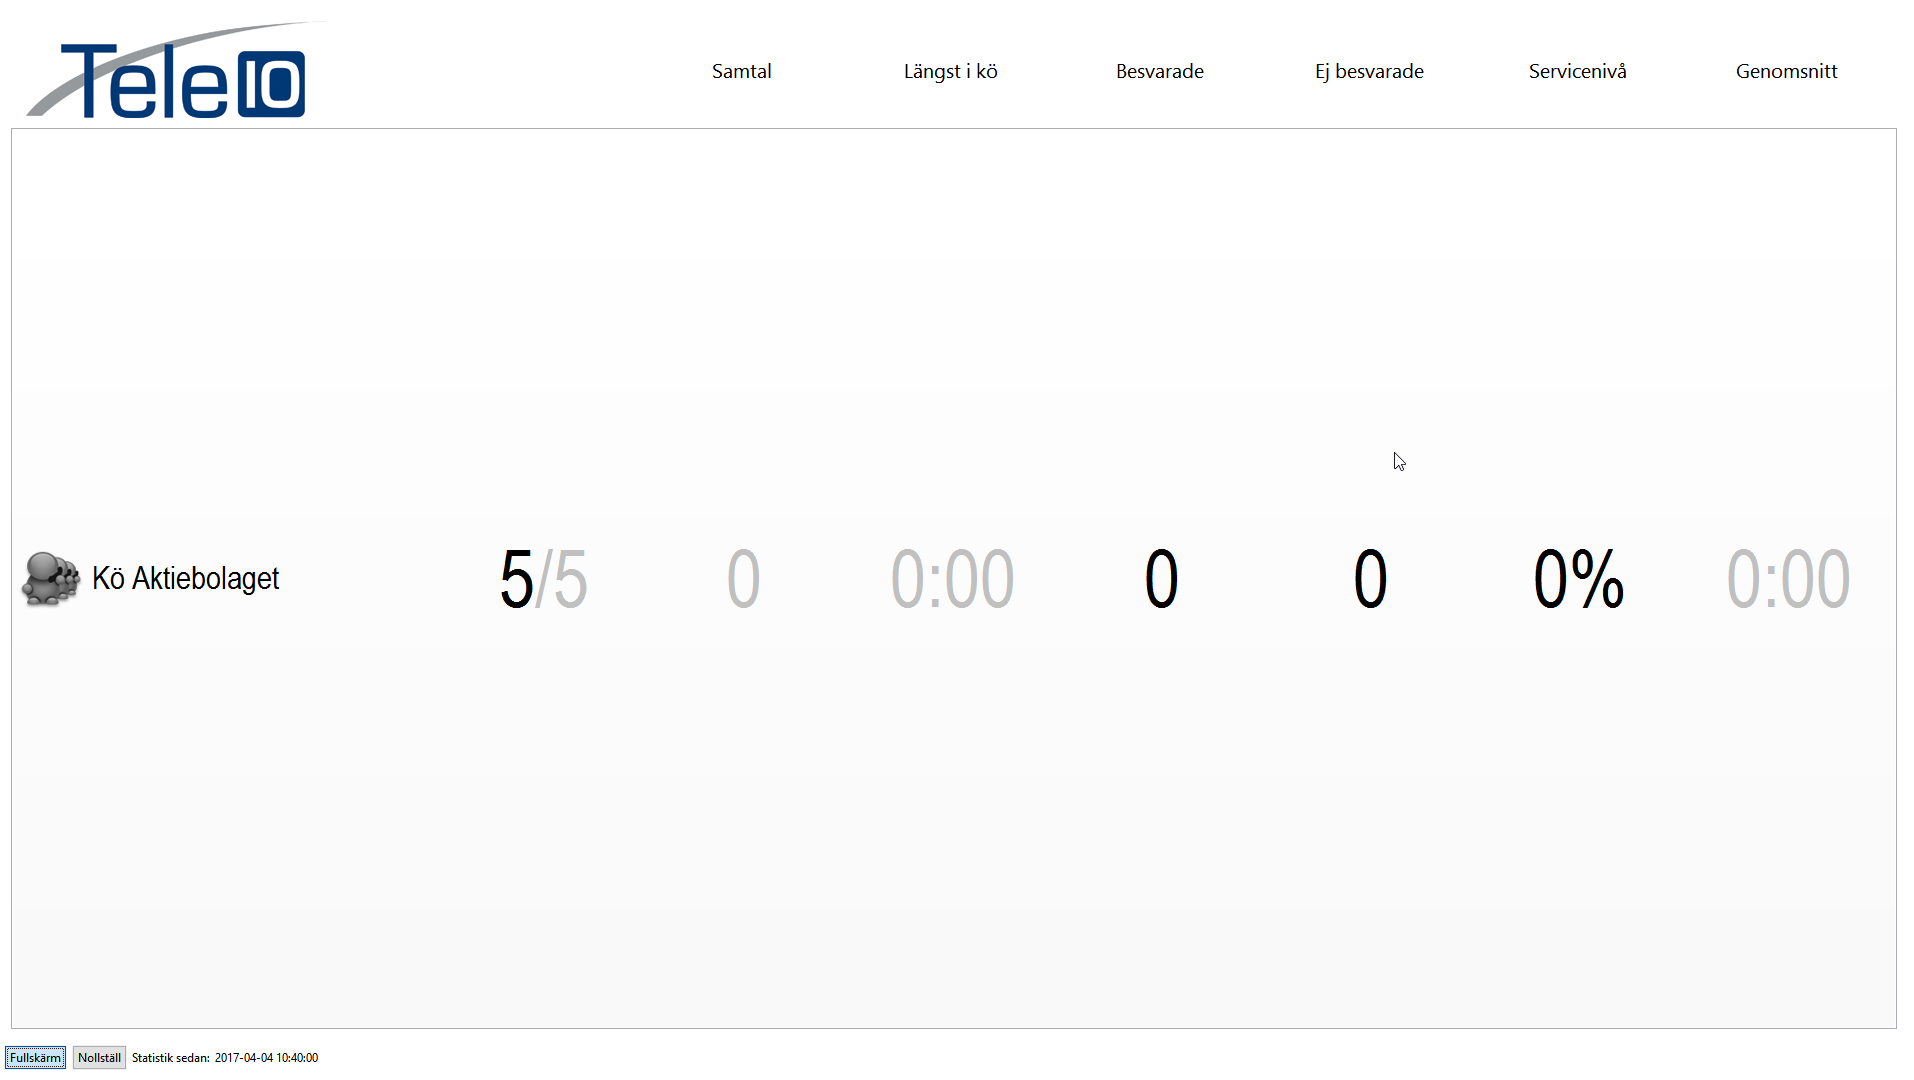 Tele10
Samtal Längst i kö Besvarade Ej besvarade Servicenivå Genomsnitt
Kö Aktiebolaget 5/5 0 0:00 0 0 0% 0:00
Fullskärm Nollställ Statistik sedan: 2017-04-04 10:40:00